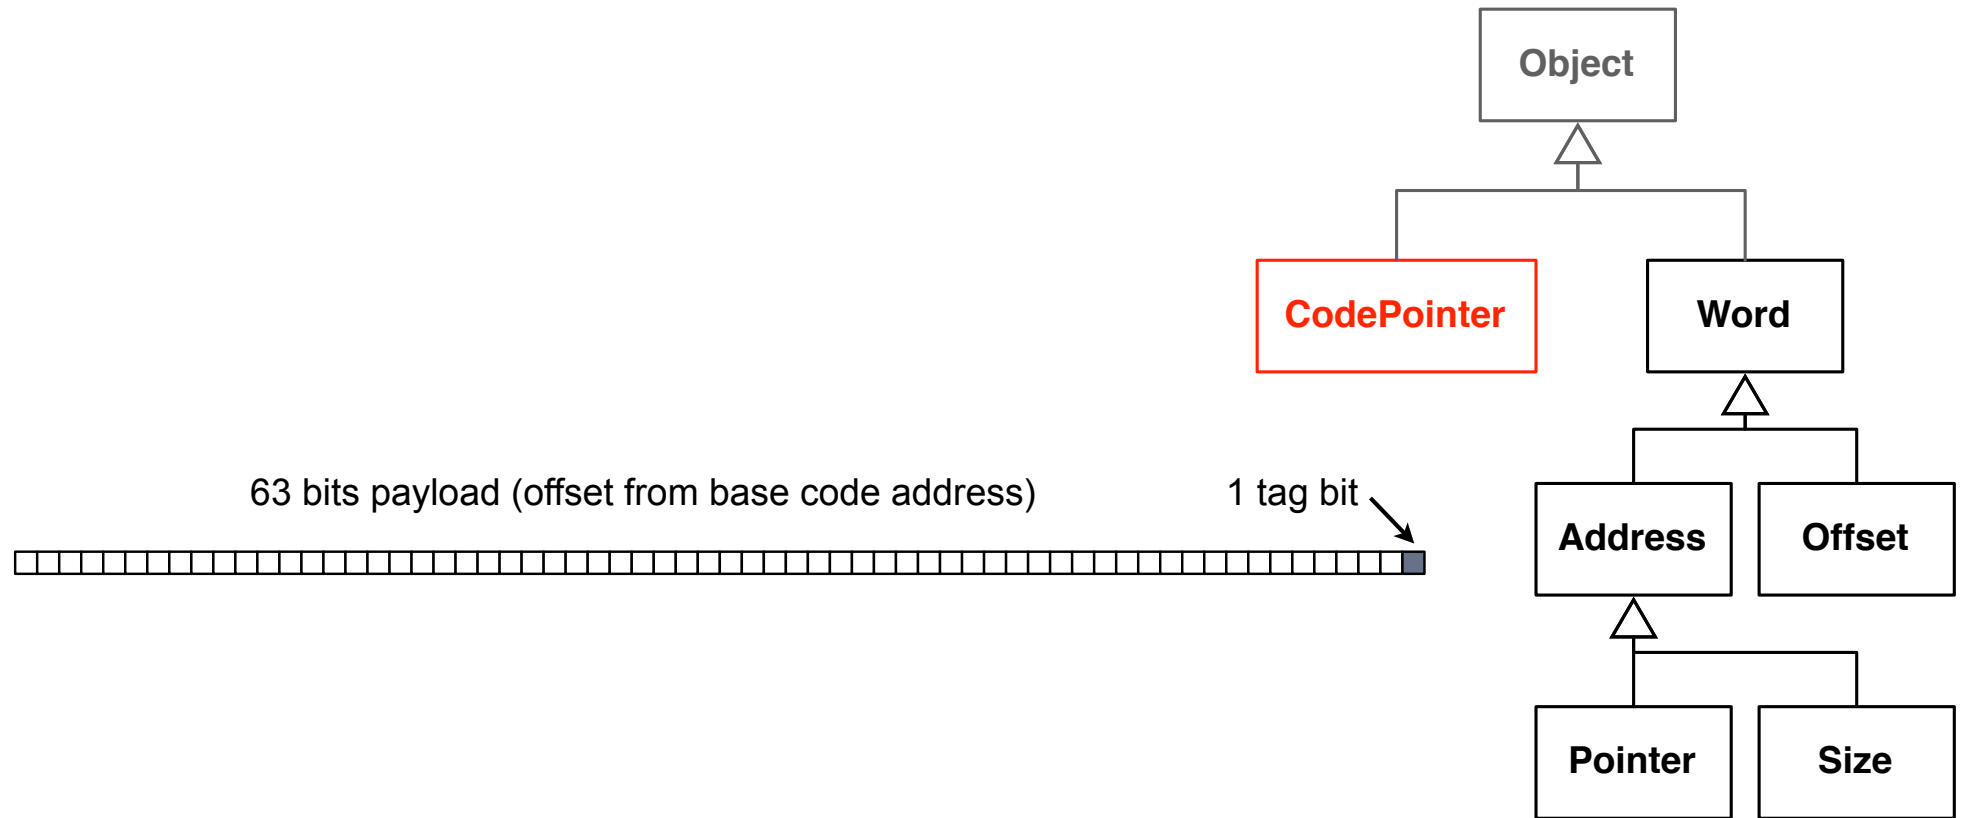 Object
CodePointer
Word
63 bits payload (offset from base code address)
1 tag bit
Address
Offset
Pointer
Size